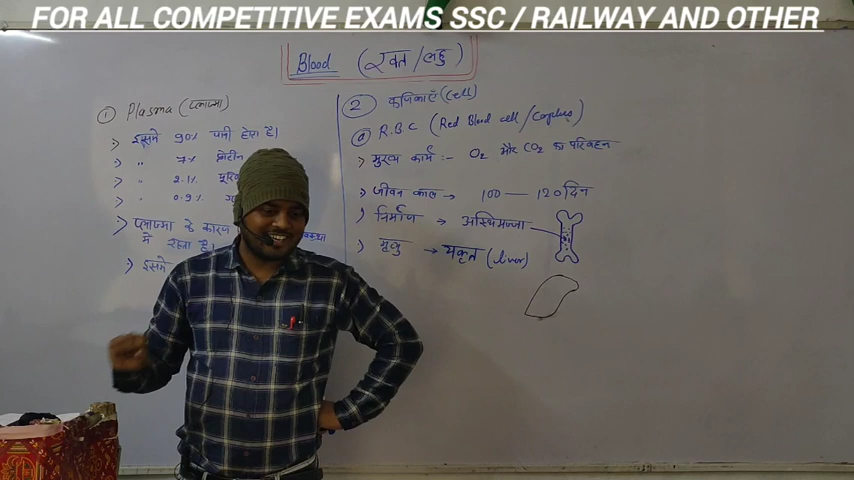 FOR ALL COMPETITIVE EXAMS SSC / RAILWAY AND OTHER
Blood (रक्त/लहु)
① Plasma (प्लाज्मा)
इसमे 90% पानी होता है।
" 7% प्रोटीन
" 2.1%
" 0.9%
प्लाज्मा के कारण
में रहता है।
इसमे
② कणिकाएँ (Cell)
ⓐ R.B.C (Red Blood cell /
मुख्य कार्य :- O₂ और CO₂ का परिवहन
जीवन काल → 100 — 120 दिन
निर्माण → अस्थिमज्जा
मृत्यु → यकृत (liver)